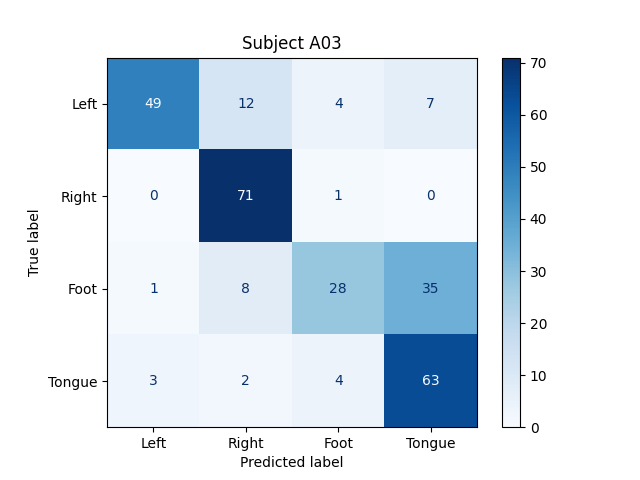 Subject A03
Left 49 12 4 7
Right 0 71 1 0
Foot 1 8 28 35
Tongue 3 2 4 63
Left Right Foot Tongue
Predicted label
True label
70
60
50
40
30
20
10
0